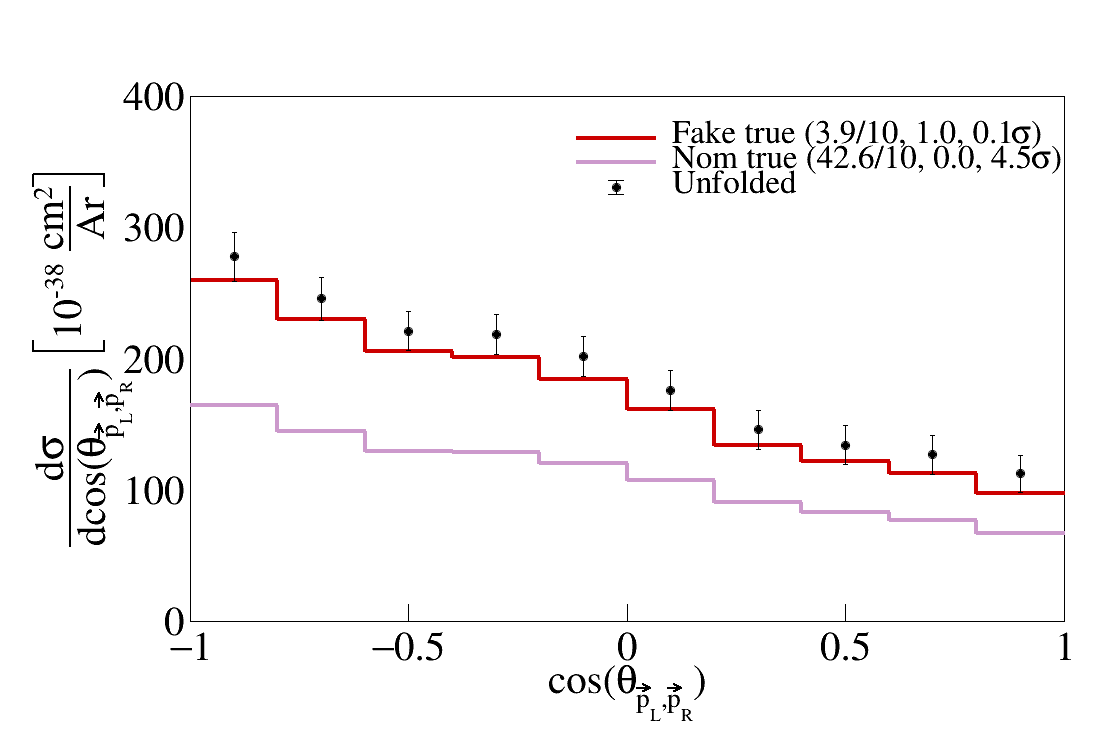 400
300
200
100
0
−1
−0.5
0
0.5
1
dσ
dcos(θ p⃗L,p⃗R)
[10-38 cm2
Ar]
Fake true (3.9/10, 1.0, 0.1σ)
Nom true (42.6/10, 0.0, 4.5σ)
Unfolded
cos(θ p⃗L,p⃗R)